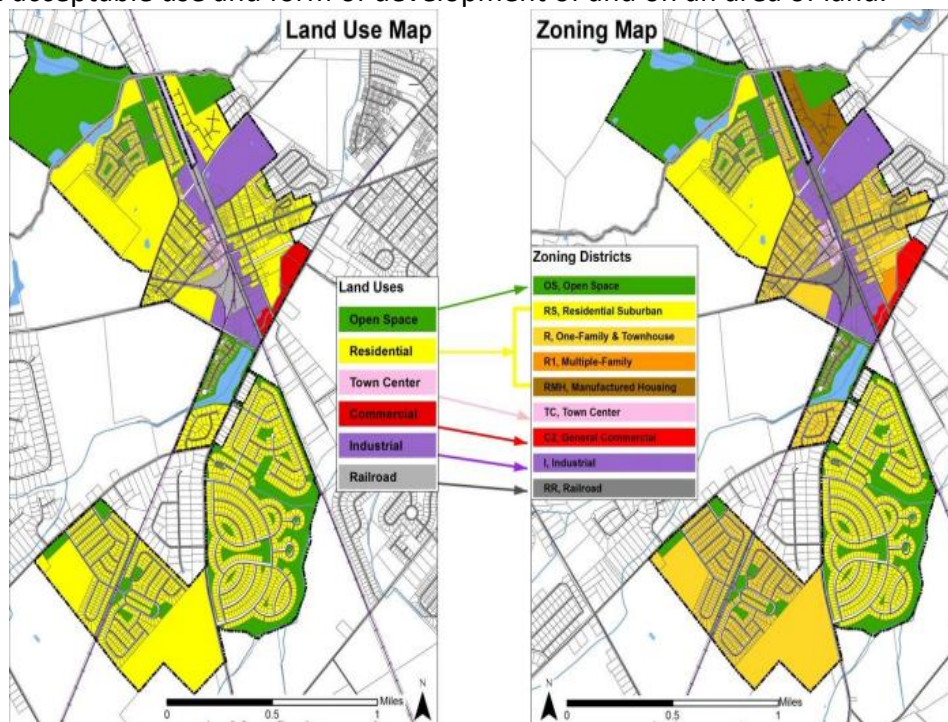 acceptable use and form of development of and on an area of land.
Land Use Map
Land Uses
Open Space
Residential
Town Center
Commercial
Industrial
Railroad
N
Miles
0
0.5
1
Zoning Map
Zoning Districts
OS, Open Space
RS, Residential Suburban
R, One-Family & Townhouse
R1, Multiple-Family
RMH, Manufactured Housing
TC, Town Center
C2, General Commercial
I, Industrial
RR, Railroad
N
Miles
0
0.5
1